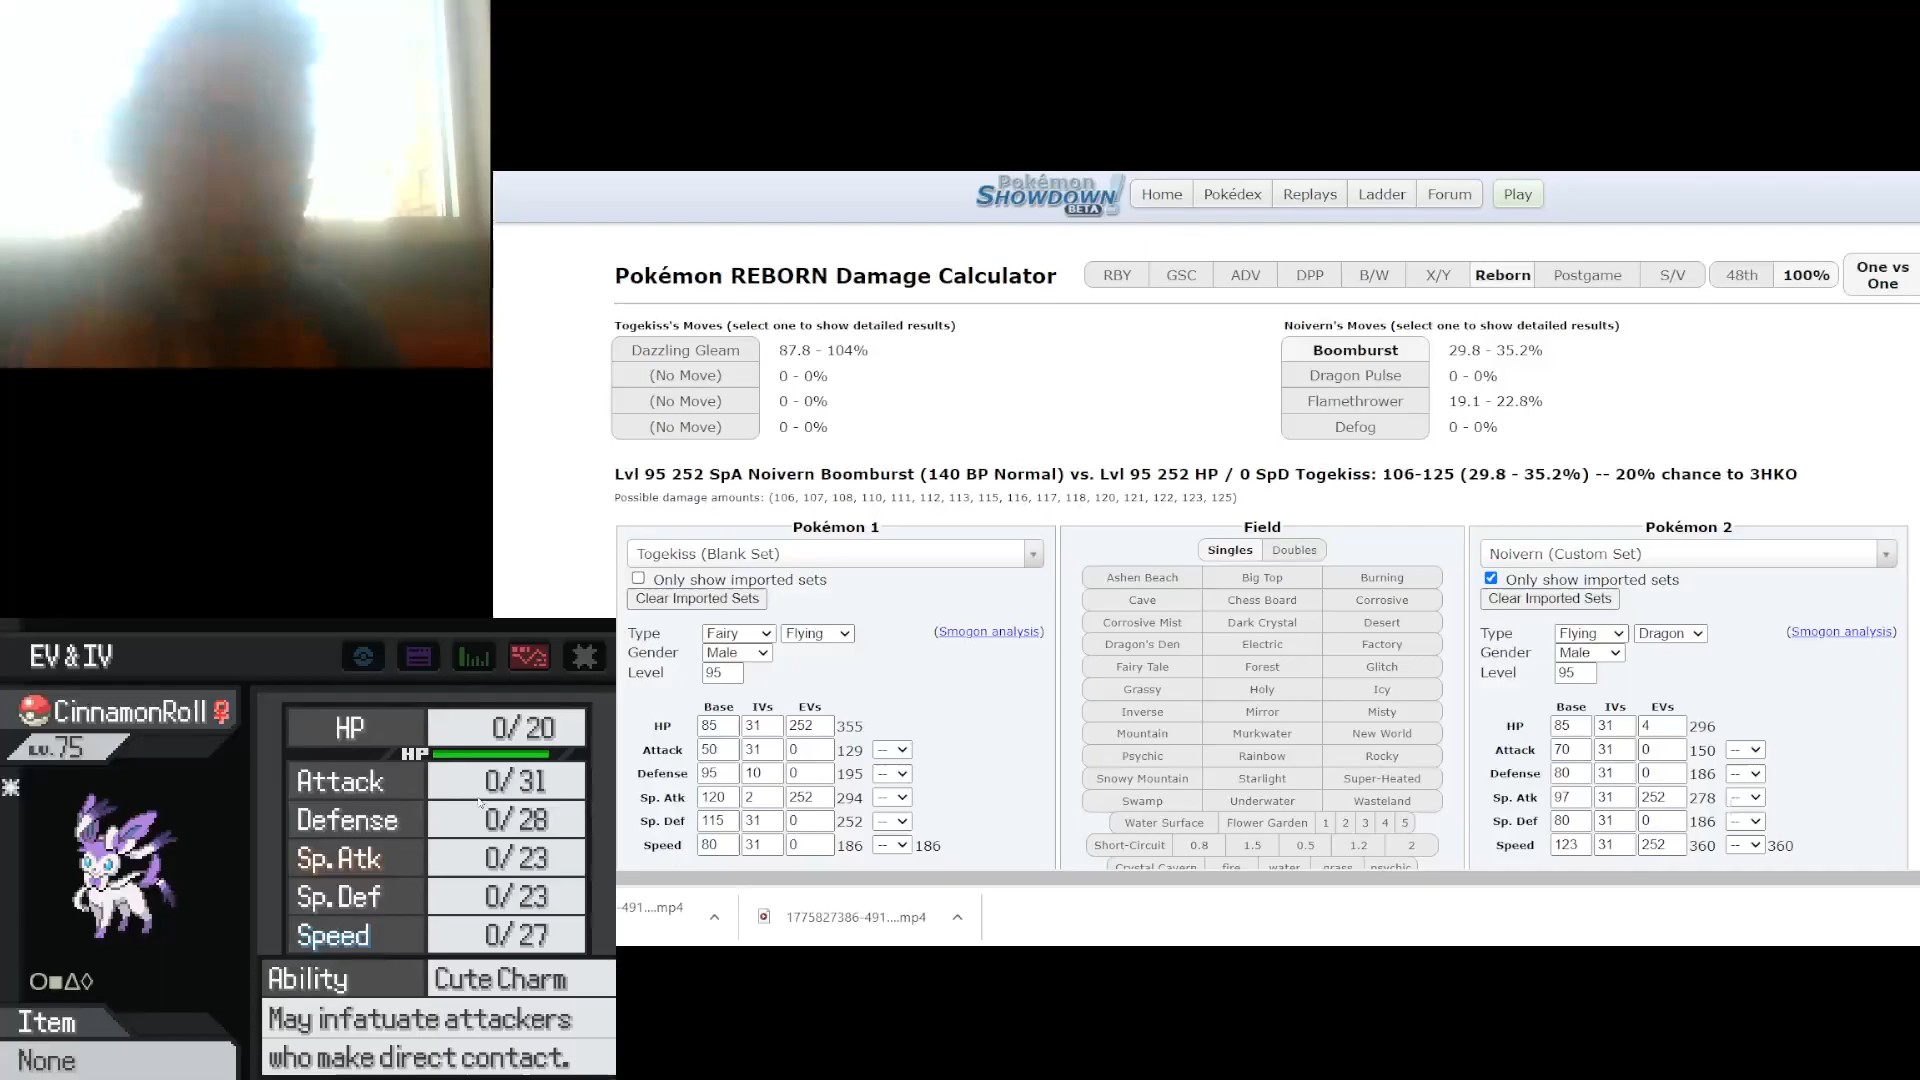 Pokémon
SHOWDOWN!
BETA
Home Pokédex Replays Ladder Forum Play
Pokémon REBORN Damage Calculator
RBY GSC ADV DPP B/W X/Y Reborn Postgame S/V 48th 100% One vs One
Togekiss's Moves (select one to show detailed results)
Dazzling Gleam 87.8 - 104%
(No Move) 0 - 0%
(No Move) 0 - 0%
(No Move) 0 - 0%
Noivern's Moves (select one to show detailed results)
Boomburst 29.8 - 35.2%
Dragon Pulse 0 - 0%
Flamethrower 19.1 - 22.8%
Defog 0 - 0%
Lvl 95 252 SpA Noivern Boomburst (140 BP Normal) vs. Lvl 95 252 HP / 0 SpD Togekiss: 106-125 (29.8 - 35.2%) -- 20% chance to 3HKO
Possible damage amounts: (106, 107, 108, 110, 111, 112, 113, 115, 116, 117, 118, 120, 121, 122, 123, 125)
Pokémon 1
Togekiss (Blank Set)
Only show imported sets
Clear Imported Sets
Type Fairy Flying (Smogon analysis)
Gender Male
Level 95
Base IVs EVs
HP 85 31 252 355
Attack 50 31 0 129 --
Defense 95 10 0 195 --
Sp. Atk 120 2 252 294 --
Sp. Def 115 31 0 252 --
Speed 80 31 0 186 -- 186
Field
Singles Doubles
Ashen Beach Big Top Burning
Cave Chess Board Corrosive
Corrosive Mist Dark Crystal Desert
Dragon's Den Electric Factory
Fairy Tale Forest Glitch
Grassy Holy Icy
Inverse Mirror Misty
Mountain Murkwater New World
Psychic Rainbow Rocky
Snowy Mountain Starlight Super-Heated
Swamp Underwater Wasteland
Water Surface Flower Garden 1 2 3 4 5
Short-Circuit 0.8 1.5 0.5 1.2 2
Crystal Cavern fire water grass psychic
Pokémon 2
Noivern (Custom Set)
Only show imported sets
Clear Imported Sets
Type Flying Dragon (Smogon analysis)
Gender Male
Level 95
Base IVs EVs
HP 85 31 4 296
Attack 70 31 0 150 --
Defense 80 31 0 186 --
Sp. Atk 97 31 252 278 --
Sp. Def 80 31 0 186 --
Speed 123 31 252 360 -- 360
-491....mp4
1775827386-491....mp4
EV & IV
CinnamonRoll ♀
Lv.75
HP 0/20
HP
Attack 0/31
Defense 0/28
Sp.Atk 0/23
Sp.Def 0/23
Speed 0/27
Ability Cute Charm
May infatuate attackers
who make direct contact.
Item
None